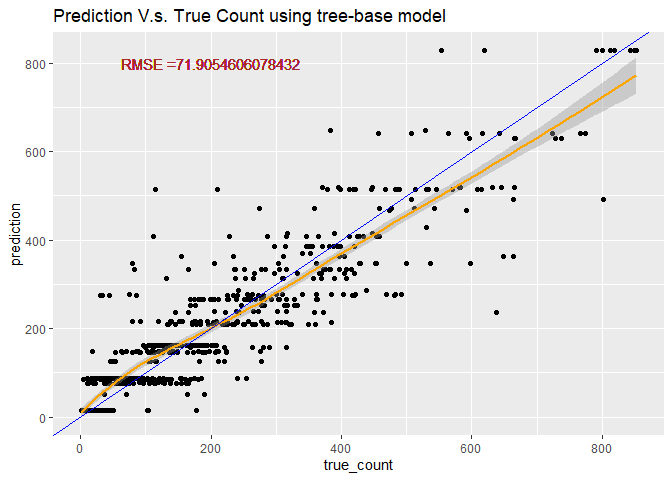 Prediction V.s. True Count using tree-base model
RMSE =71.9054606078432
800
600
400
200
0
prediction
0 200 400 600 800
true_count